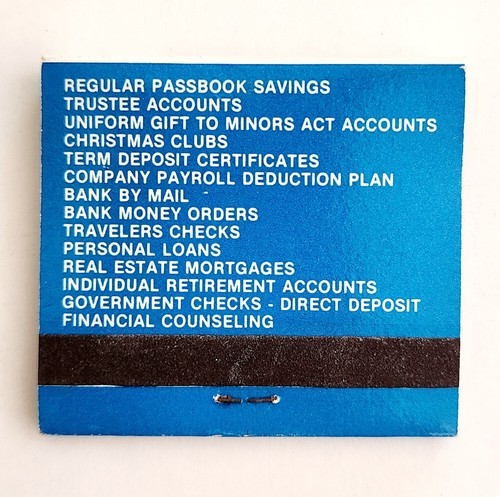 REGULAR PASSBOOK SAVINGS
TRUSTEE ACCOUNTS
UNIFORM GIFT TO MINORS ACT ACCOUNTS
CHRISTMAS CLUBS
TERM DEPOSIT CERTIFICATES
COMPANY PAYROLL DEDUCTION PLAN
BANK BY MAIL
BANK MONEY ORDERS
TRAVELERS CHECKS
PERSONAL LOANS
REAL ESTATE MORTGAGES
INDIVIDUAL RETIREMENT ACCOUNTS
GOVERNMENT CHECKS - DIRECT DEPOSIT
FINANCIAL COUNSELING